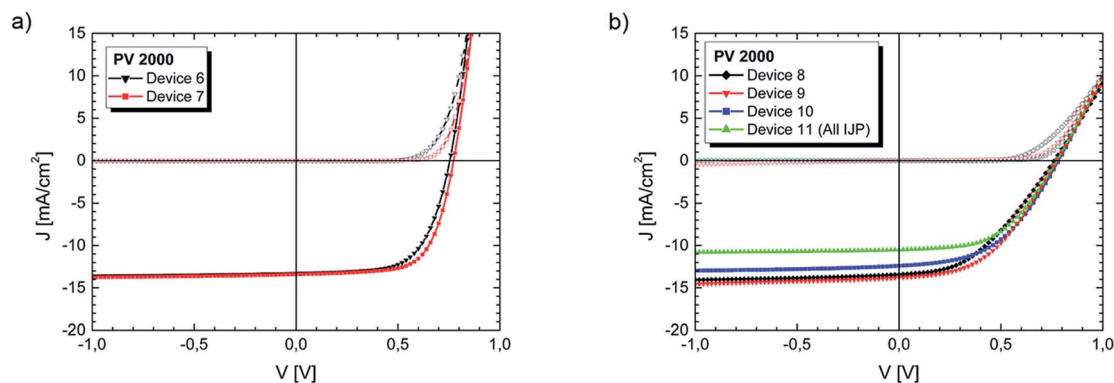 a)
15
10
5
0
-5
-10
-15
-20
J [mA/cm²]
PV 2000
Device 6
Device 7
-1,0
-0,5
0,0
0,5
1,0
V [V]
b)
15
10
5
0
-5
-10
-15
-20
J [mA/cm²]
PV 2000
Device 8
Device 9
Device 10
Device 11 (All IJP)
-1,0
-0,5
0,0
0,5
1,0
V [V]